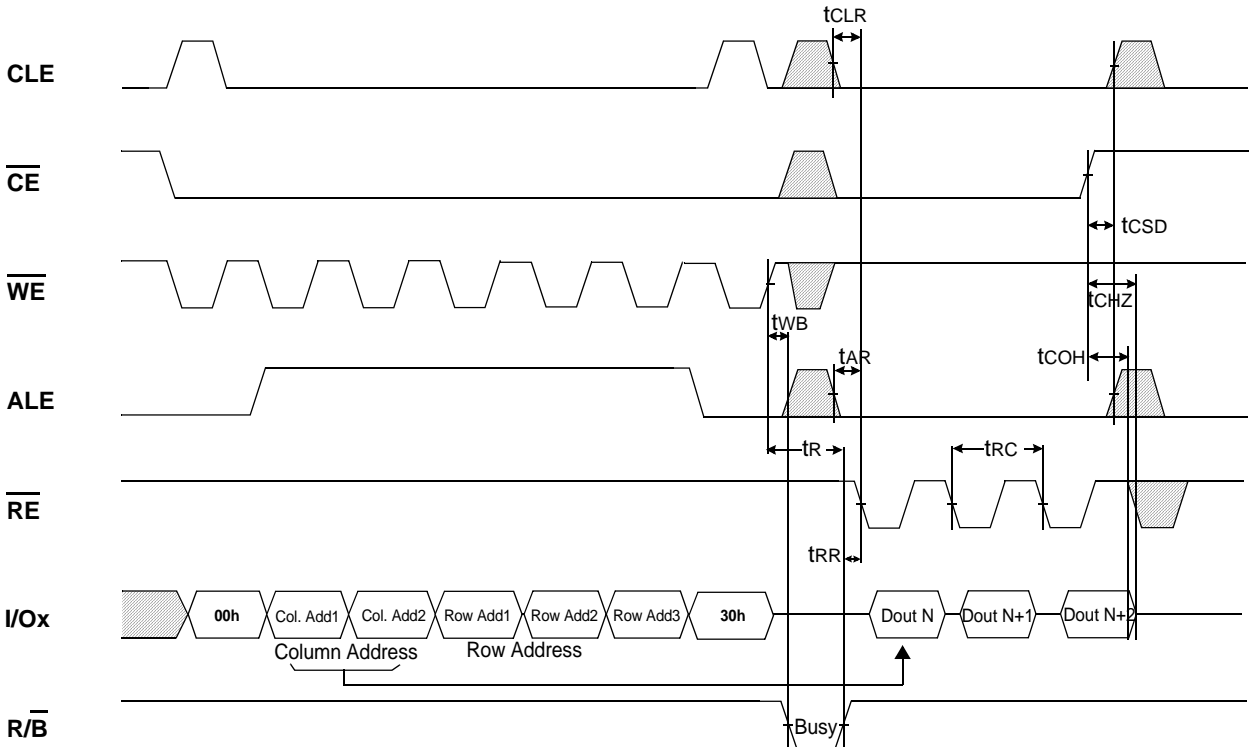 tCLR
CLE
CE
tCSD
WE
tCHZ
tWB
tCOH
tAR
ALE
tR
tRC
RE
tRR
I/Ox
00h Col. Add1 Col. Add2 Row Add1 Row Add2 Row Add3 30h Dout N Dout N+1 Dout N+2
Column Address Row Address
R/B Busy